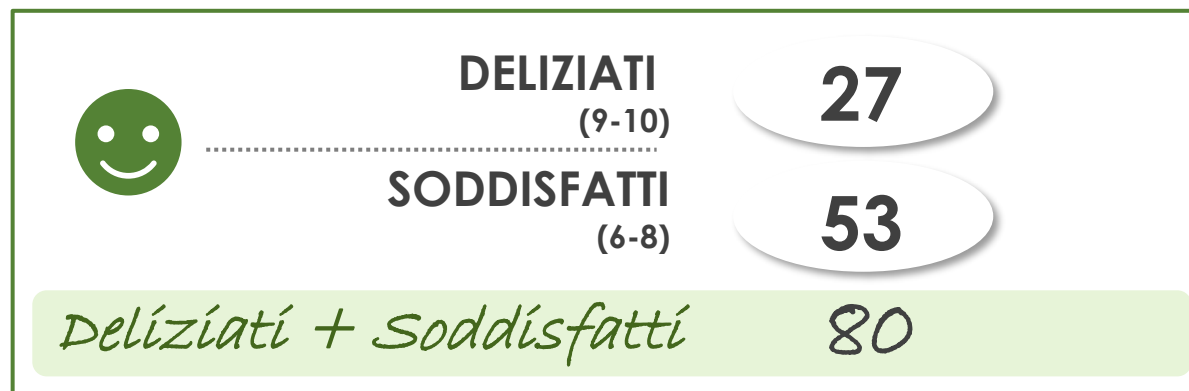 DELIZIATI 27
(9-10)
SODDISFATTI 53
(6-8)
Deliziati + Soddisfatti 80